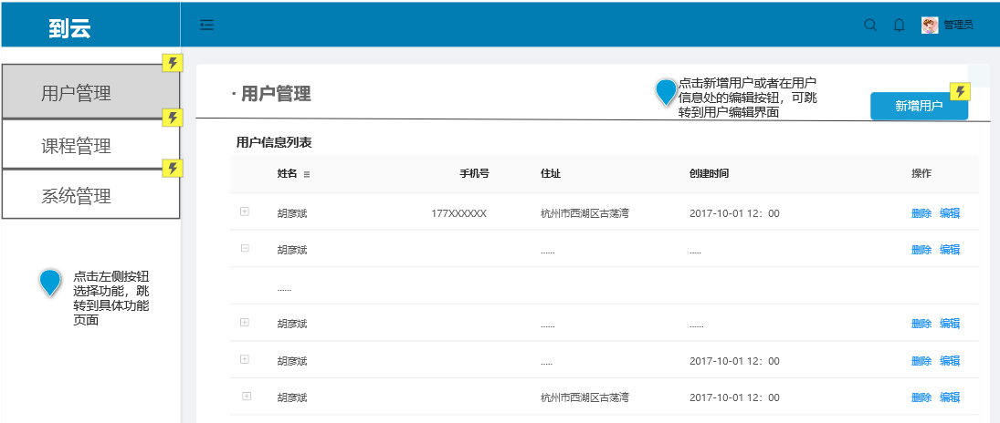 到云
管理员
用户管理
课程管理
系统管理
点击左侧按钮
选择功能，跳
转到具体功能
页面
· 用户管理
点击新增用户或者在用户
信息处的编辑按钮，可跳
转到用户编辑界面
新增用户
用户信息列表
姓名 手机号 住址 创建时间 操作
胡彦斌 177XXXXXX 杭州市西湖区古荡湾 2017-10-01 12：00 删除 编辑
胡彦斌 ...... ..... 删除 编辑
......
胡彦斌 ...... ...... 删除 编辑
胡彦斌 ..... 2017-10-01 12：00 删除 编辑
胡彦斌 杭州市西湖区古荡湾 2017-10-01 12：00 删除 编辑